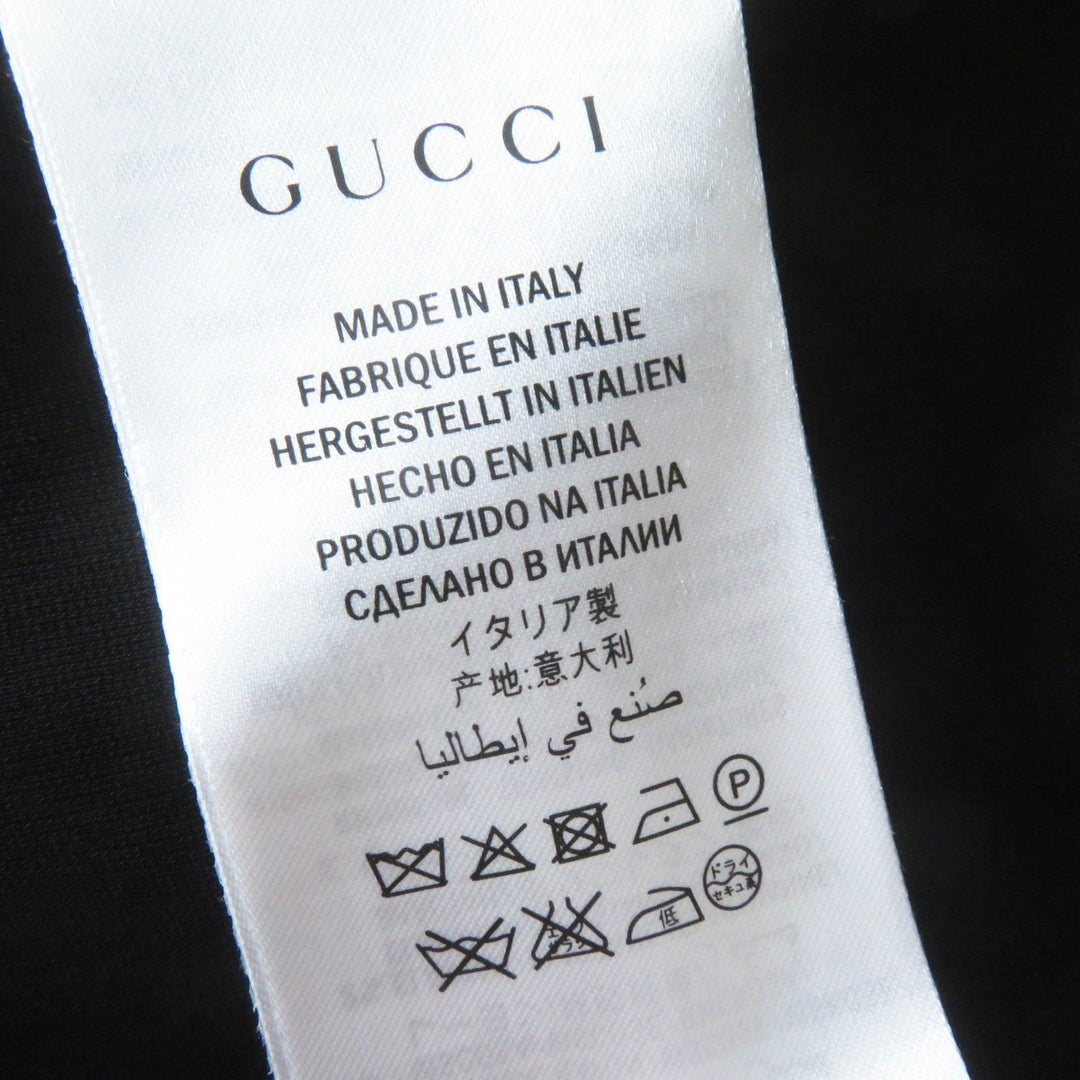 GUCCI
MADE IN ITALY
FABRIQUE EN ITALIE
HERGESTELLT IN ITALIEN
HECHO EN ITALIA
PRODUZIDO NA ITALIA
СДЕЛАНО В ИТАЛИИ
イタリア製
产地:意大利
صُنع في إيطاليا
P
低
ドライ
セキユ系